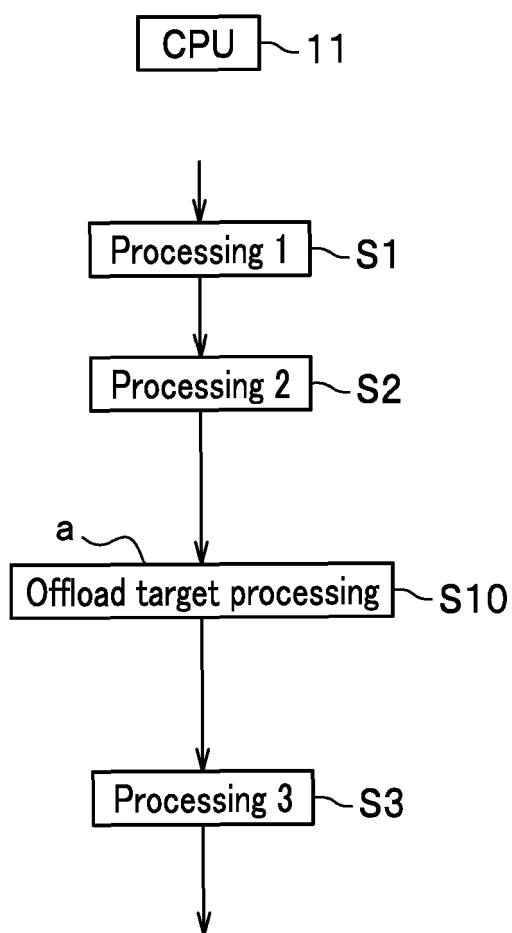 CPU 11
Processing 1 S1
Processing 2 S2
a
Offload target processing S10
Processing 3 S3